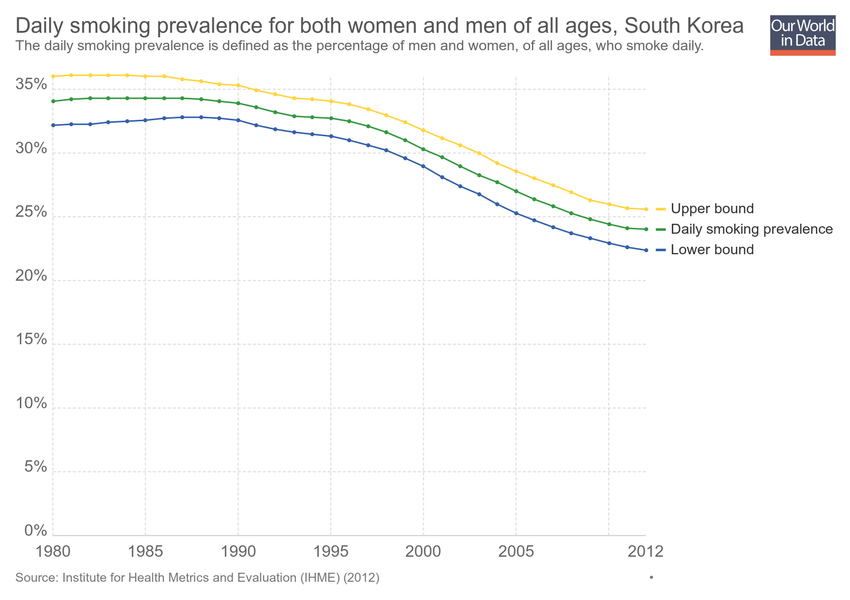 Daily smoking prevalence for both women and men of all ages, South Korea
The daily smoking prevalence is defined as the percentage of men and women, of all ages, who smoke daily.
Our World
in Data
35%
30%
25%
20%
15%
10%
5%
0%
Upper bound
Daily smoking prevalence
Lower bound
1980 1985 1990 1995 2000 2005 2012
Source: Institute for Health Metrics and Evaluation (IHME) (2012)